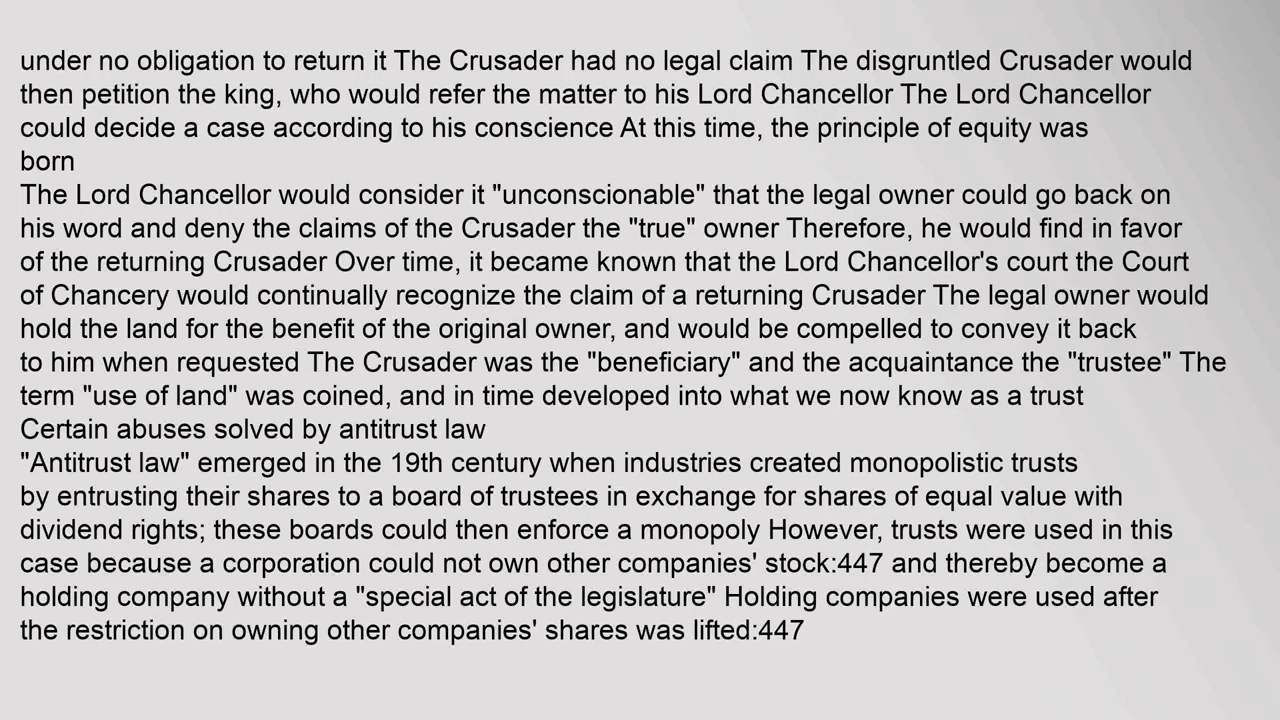 under no obligation to return it The Crusader had no legal claim The disgruntled Crusader would
then petition the king, who would refer the matter to his Lord Chancellor The Lord Chancellor
could decide a case according to his conscience At this time, the principle of equity was
born
The Lord Chancellor would consider it "unconscionable" that the legal owner could go back on
his word and deny the claims of the Crusader the "true" owner Therefore, he would find in favor
of the returning Crusader Over time, it became known that the Lord Chancellor's court the Court
of Chancery would continually recognize the claim of a returning Crusader The legal owner would
hold the land for the benefit of the original owner, and would be compelled to convey it back
to him when requested The Crusader was the "beneficiary" and the acquaintance the "trustee" The
term "use of land" was coined, and in time developed into what we now know as a trust
Certain abuses solved by antitrust law
"Antitrust law" emerged in the 19th century when industries created monopolistic trusts
by entrusting their shares to a board of trustees in exchange for shares of equal value with
dividend rights; these boards could then enforce a monopoly However, trusts were used in this
case because a corporation could not own other companies' stock:447 and thereby become a
holding company without a "special act of the legislature" Holding companies were used after
the restriction on owning other companies' shares was lifted:447